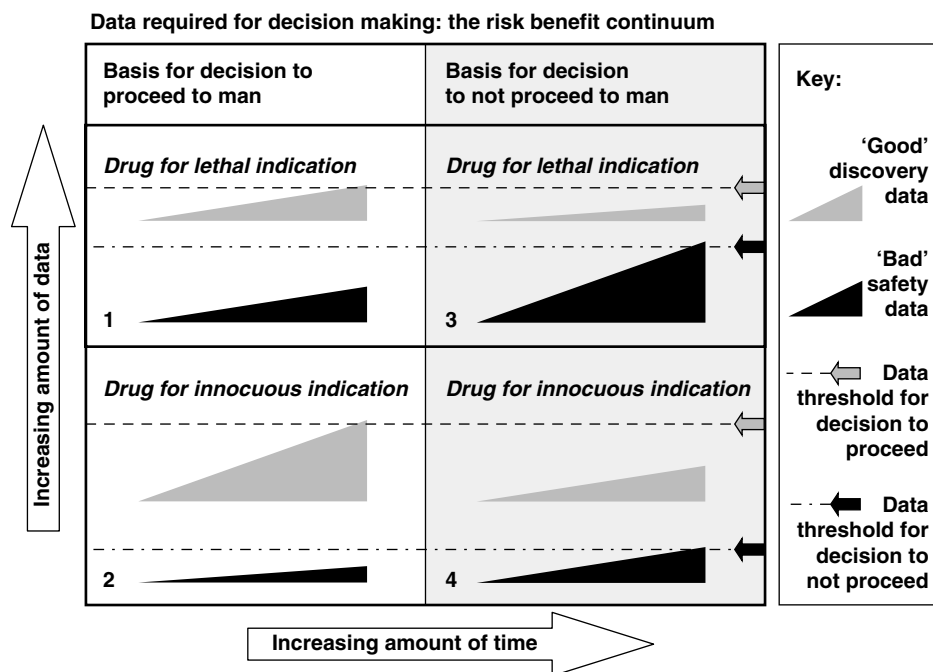 Data required for decision making: the risk benefit continuum
Basis for decision to
proceed to man
Basis for decision
to not proceed to man
Key:
Drug for lethal indication
Drug for lethal indication
'Good'
discovery
data
'Bad'
safety
data
1
3
Drug for innocuous indication
Drug for innocuous indication
Data
threshold for
decision to
proceed
Data
threshold for
decision to
not proceed
2
4
Increasing amount of data
Increasing amount of time